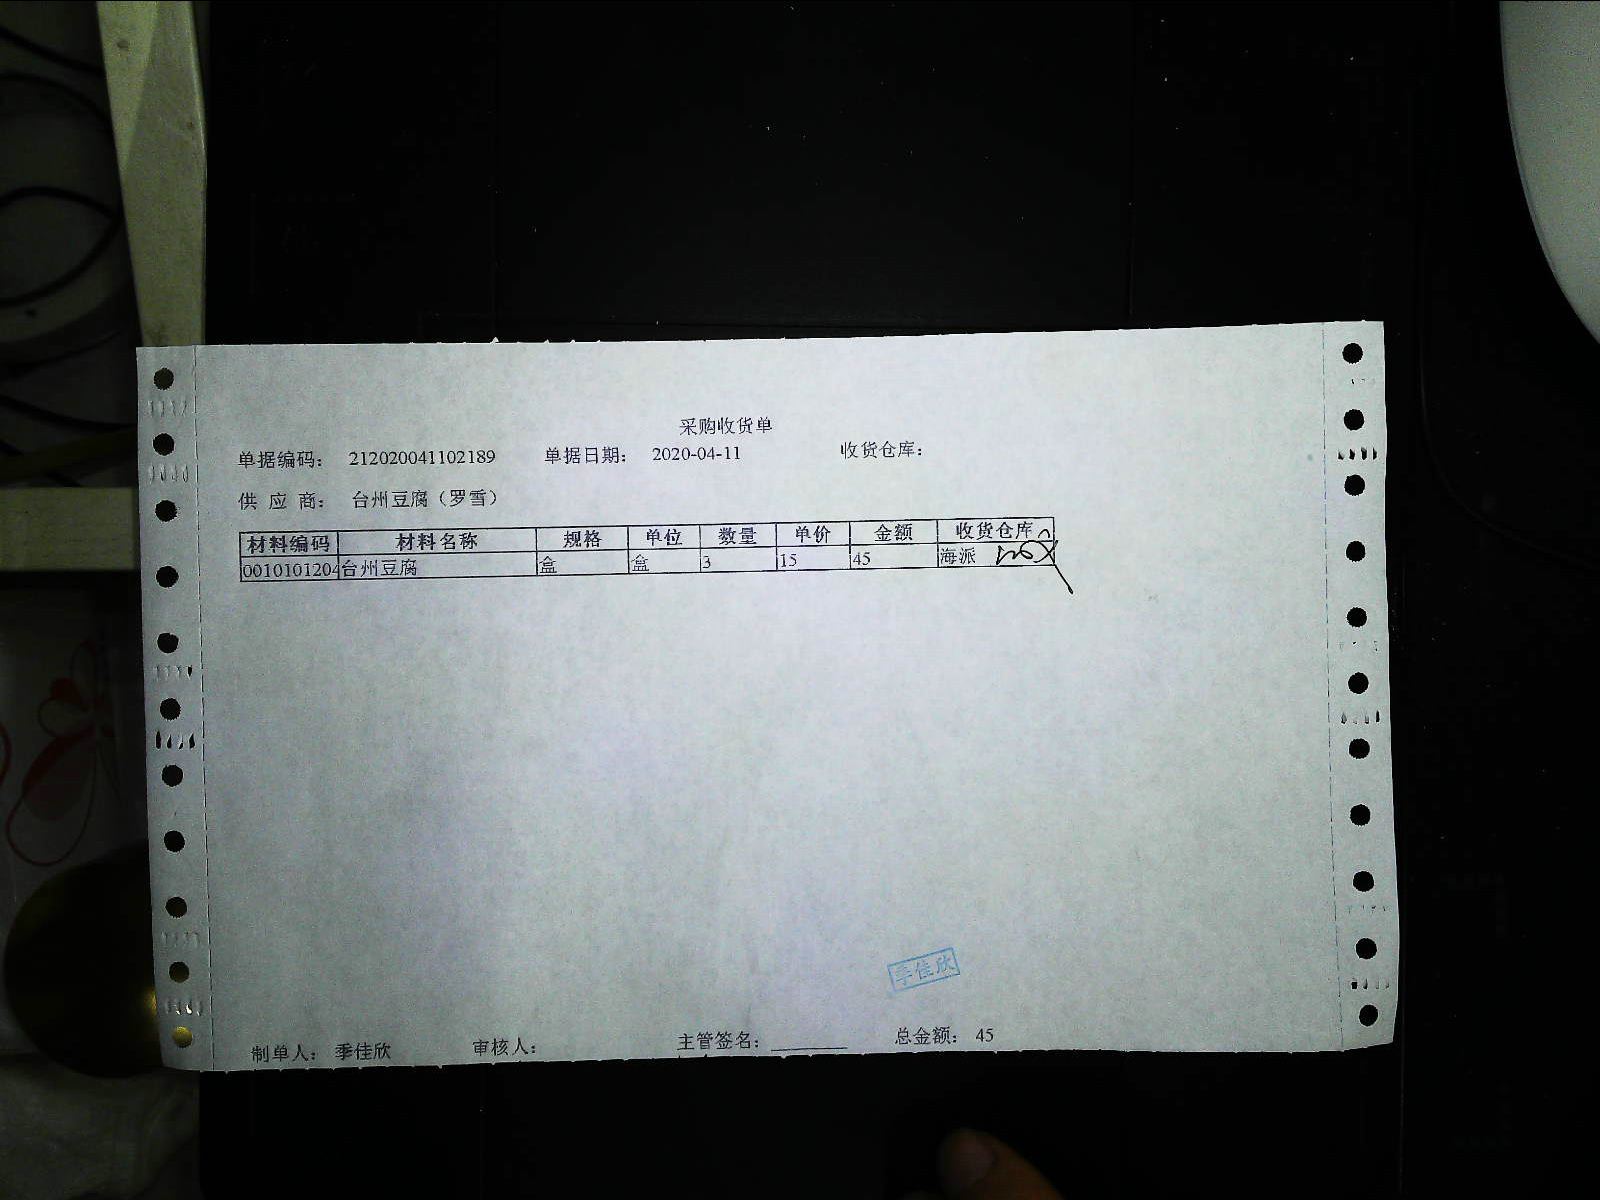 采购收货单
单据编码: 212020041102189 单据日期: 2020-04-11 收货仓库:
供应商: 台州豆腐（罗雪）
材料编码 材料名称 规格 单位 数量 单价 金额 收货仓库
0010101204 台州豆腐 盒 盒 3 15 45 海派
季佳欣
制单人: 季佳欣 审核人: 主管签名: 总金额: 45